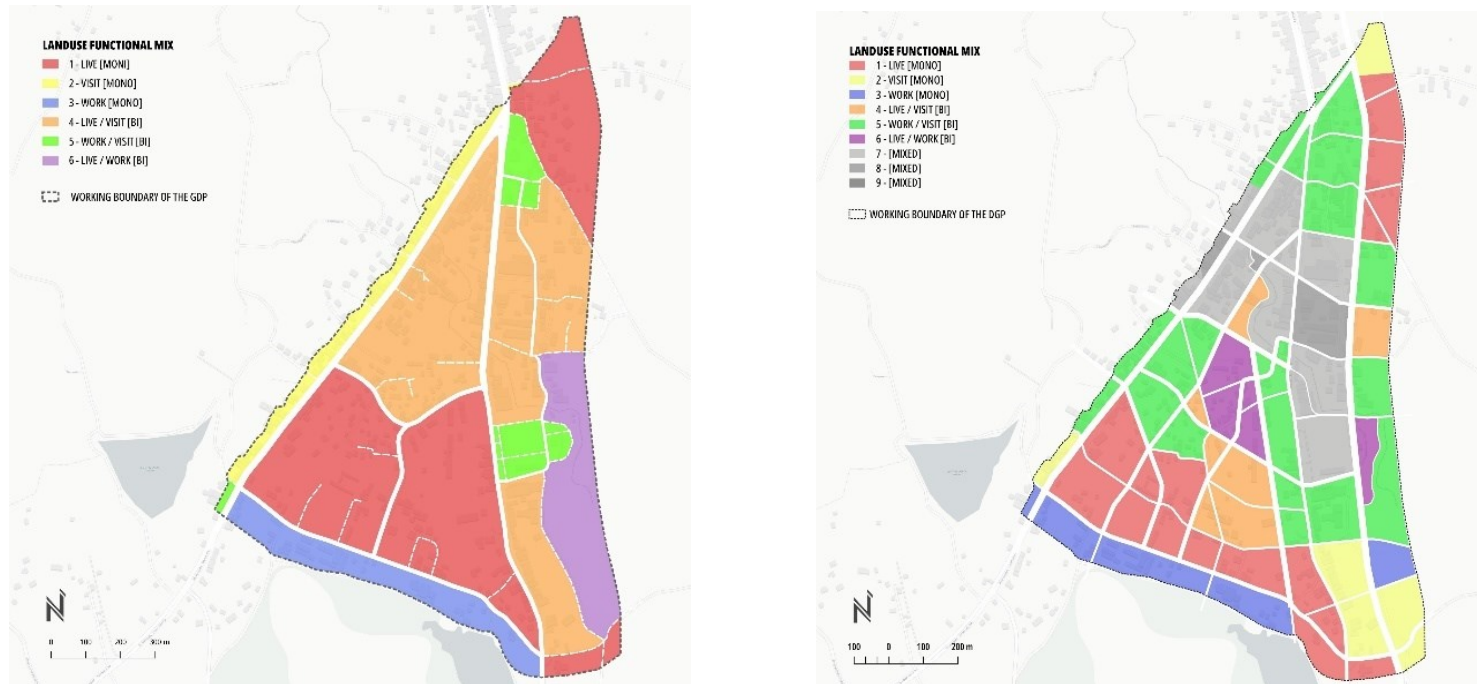 LANDUSE FUNCTIONAL MIX
1 - LIVE [MONI]
2 - VISIT [MONO]
3 - WORK [MONO]
4 - LIVE / VISIT [BI]
5 - WORK / VISIT [BI]
6 - LIVE / WORK [BI]
WORKING BOUNDARY OF THE GDP
N
0 100 200 300 m
LANDUSE FUNCTIONAL MIX
1 - LIVE [MONO]
2 - VISIT [MONO]
3 - WORK [MONO]
4 - LIVE / VISIT [BI]
5 - WORK / VISIT [BI]
6 - LIVE / WORK [BI]
7 - [MIXED]
8 - [MIXED]
9 - [MIXED]
WORKING BOUNDARY OF THE DGP
N
100 0 100 200 m